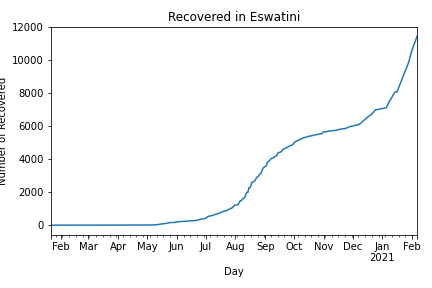 Recovered in Eswatini
Number of Recovered
12000
10000
8000
6000
4000
2000
0
Feb Mar Apr May Jun Jul Aug Sep Oct Nov Dec Jan Feb
2021
Day